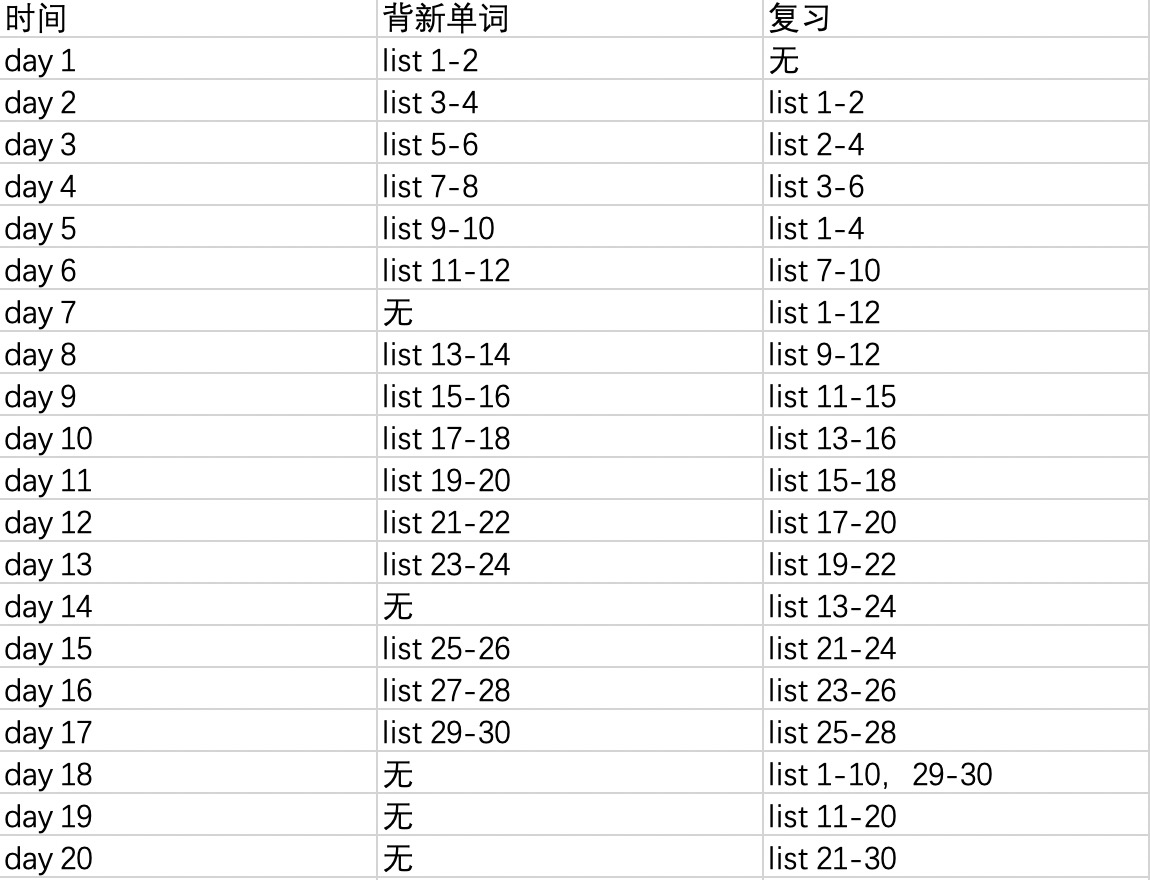 时间 背新单词 复习
day 1 list 1-2 无
day 2 list 3-4 list 1-2
day 3 list 5-6 list 2-4
day 4 list 7-8 list 3-6
day 5 list 9-10 list 1-4
day 6 list 11-12 list 7-10
day 7 无 list 1-12
day 8 list 13-14 list 9-12
day 9 list 15-16 list 11-15
day 10 list 17-18 list 13-16
day 11 list 19-20 list 15-18
day 12 list 21-22 list 17-20
day 13 list 23-24 list 19-22
day 14 无 list 13-24
day 15 list 25-26 list 21-24
day 16 list 27-28 list 23-26
day 17 list 29-30 list 25-28
day 18 无 list 1-10， 29-30
day 19 无 list 11-20
day 20 无 list 21-30